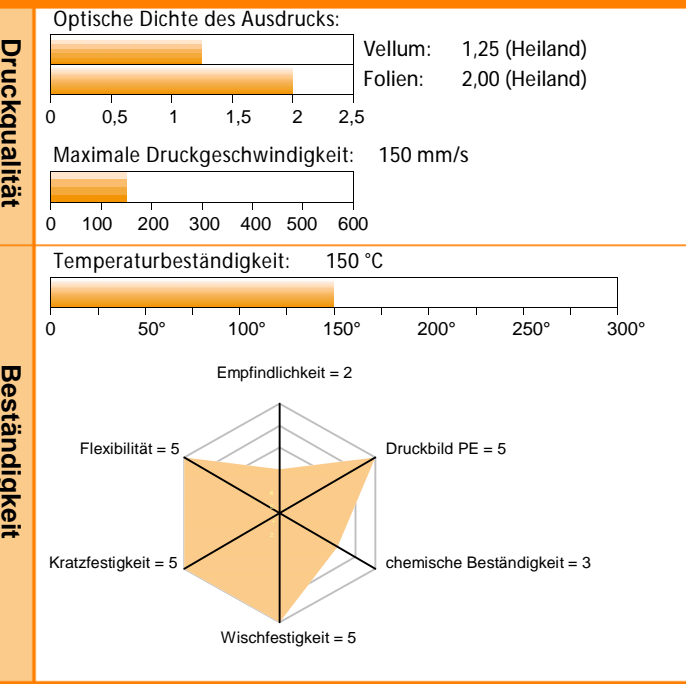 Druckqualität
Optische Dichte des Ausdrucks:
Vellum: 1,25 (Heiland)
Folien: 2,00 (Heiland)
0 0,5 1 1,5 2 2,5
Maximale Druckgeschwindigkeit: 150 mm/s
0 100 200 300 400 500 600
Beständigkeit
Temperaturbeständigkeit: 150 °C
0 50° 100° 150° 200° 250° 300°
Empfindlichkeit = 2
Flexibilität = 5
Druckbild PE = 5
Kratzfestigkeit = 5
chemische Beständigkeit = 3
Wischfestigkeit = 5